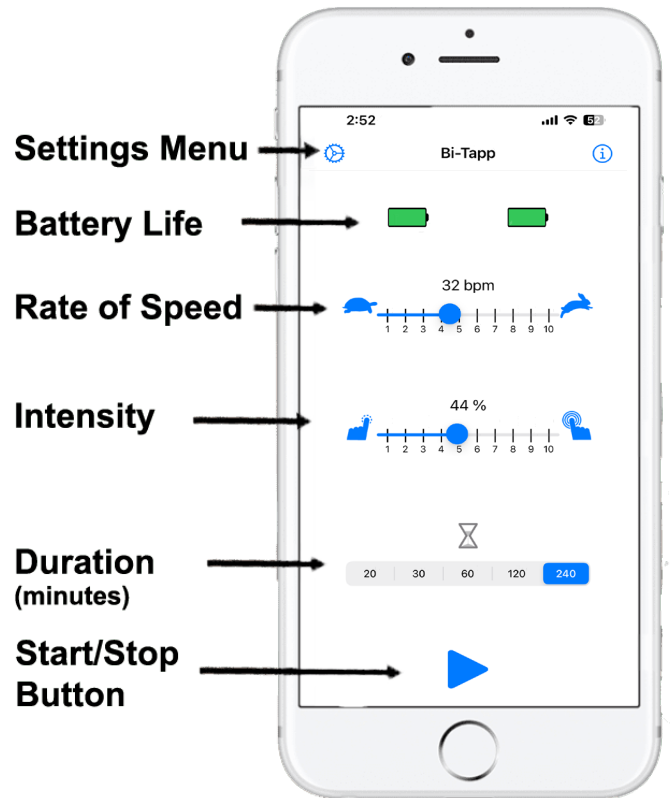 2:52
52
Settings Menu
Bi-Tapp
i
Battery Life
32 bpm
Rate of Speed
1 2 3 4 5 6 7 8 9 10
44 %
Intensity
1 2 3 4 5 6 7 8 9 10
Duration
(minutes)
20 30 60 120 240
Start/Stop
Button